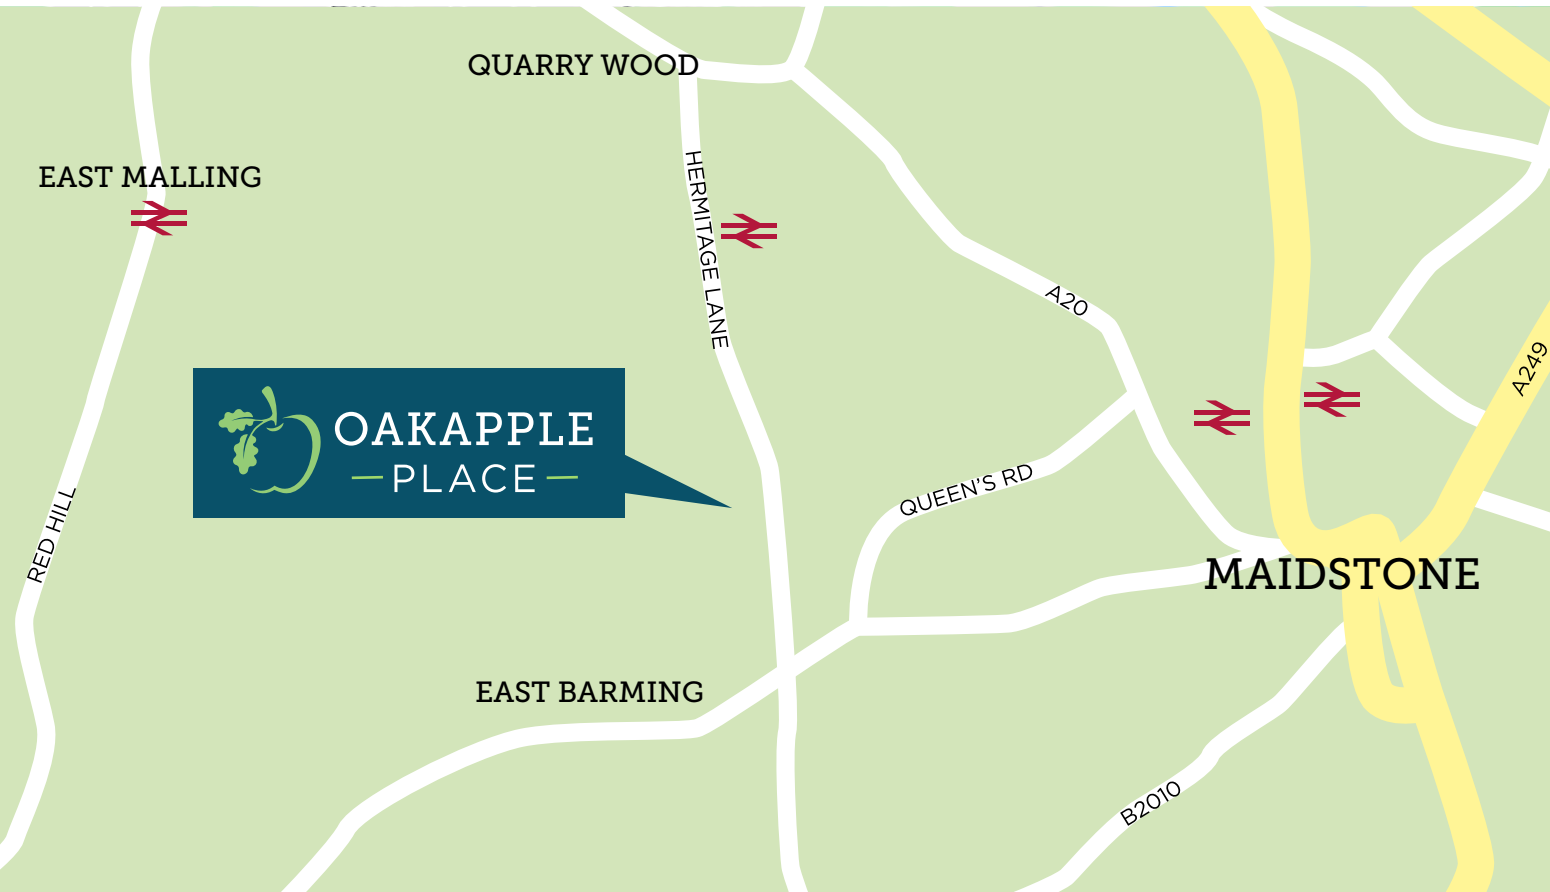 QUARRY WOOD
EAST MALLING
HERMITAGE LANE
A20
A249
OAKAPPLE
PLACE
QUEEN'S RD
RED HILL
MAIDSTONE
EAST BARMING
B2010